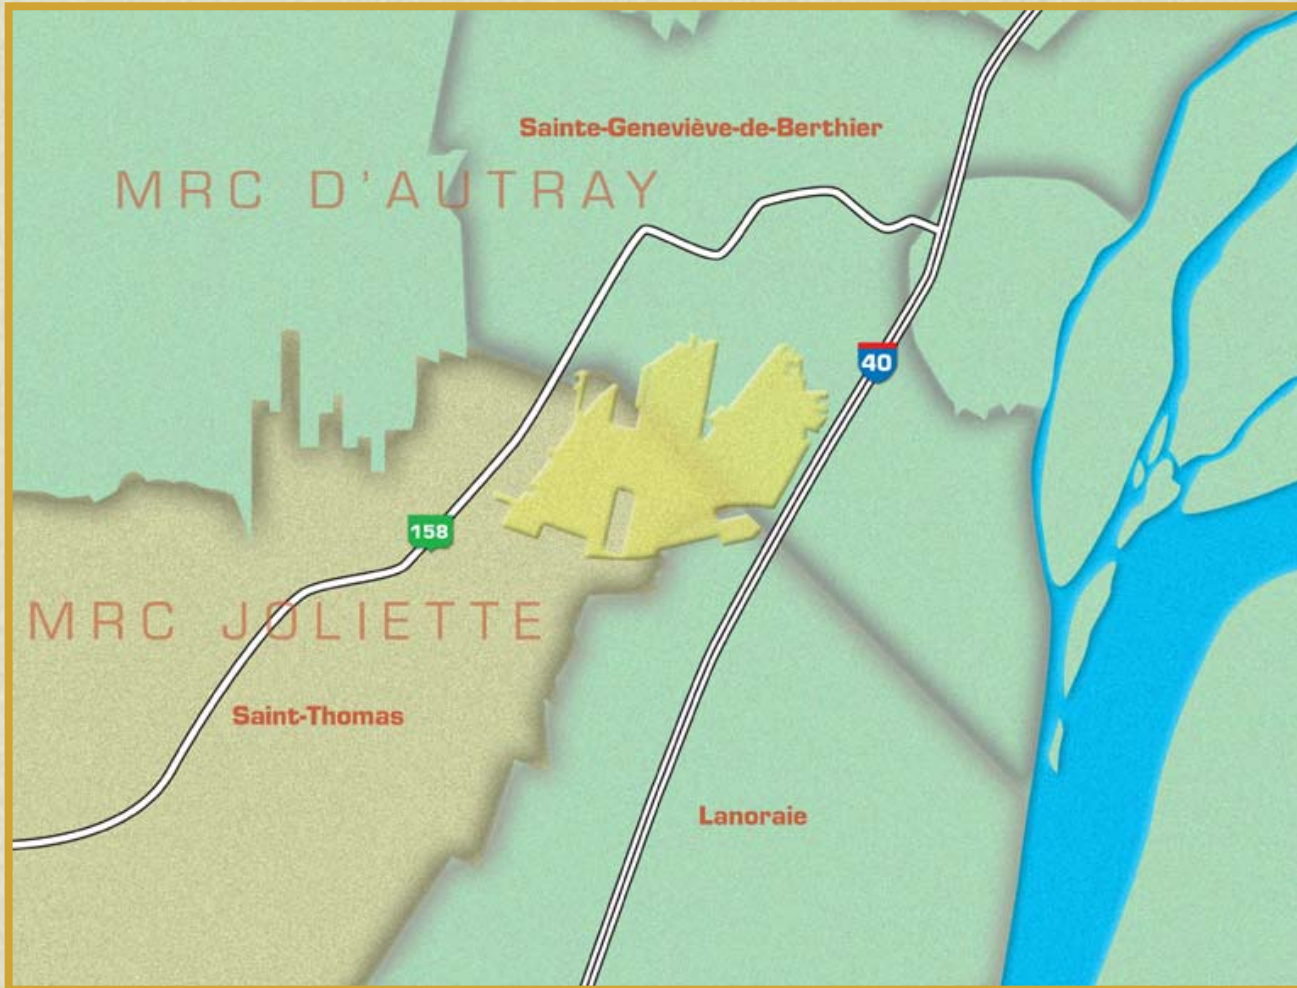 Sainte-Geneviève-de-Berthier
MRC D'AUTRAY
40
158
MRC JOLIETTE
Saint-Thomas
Lanoraie